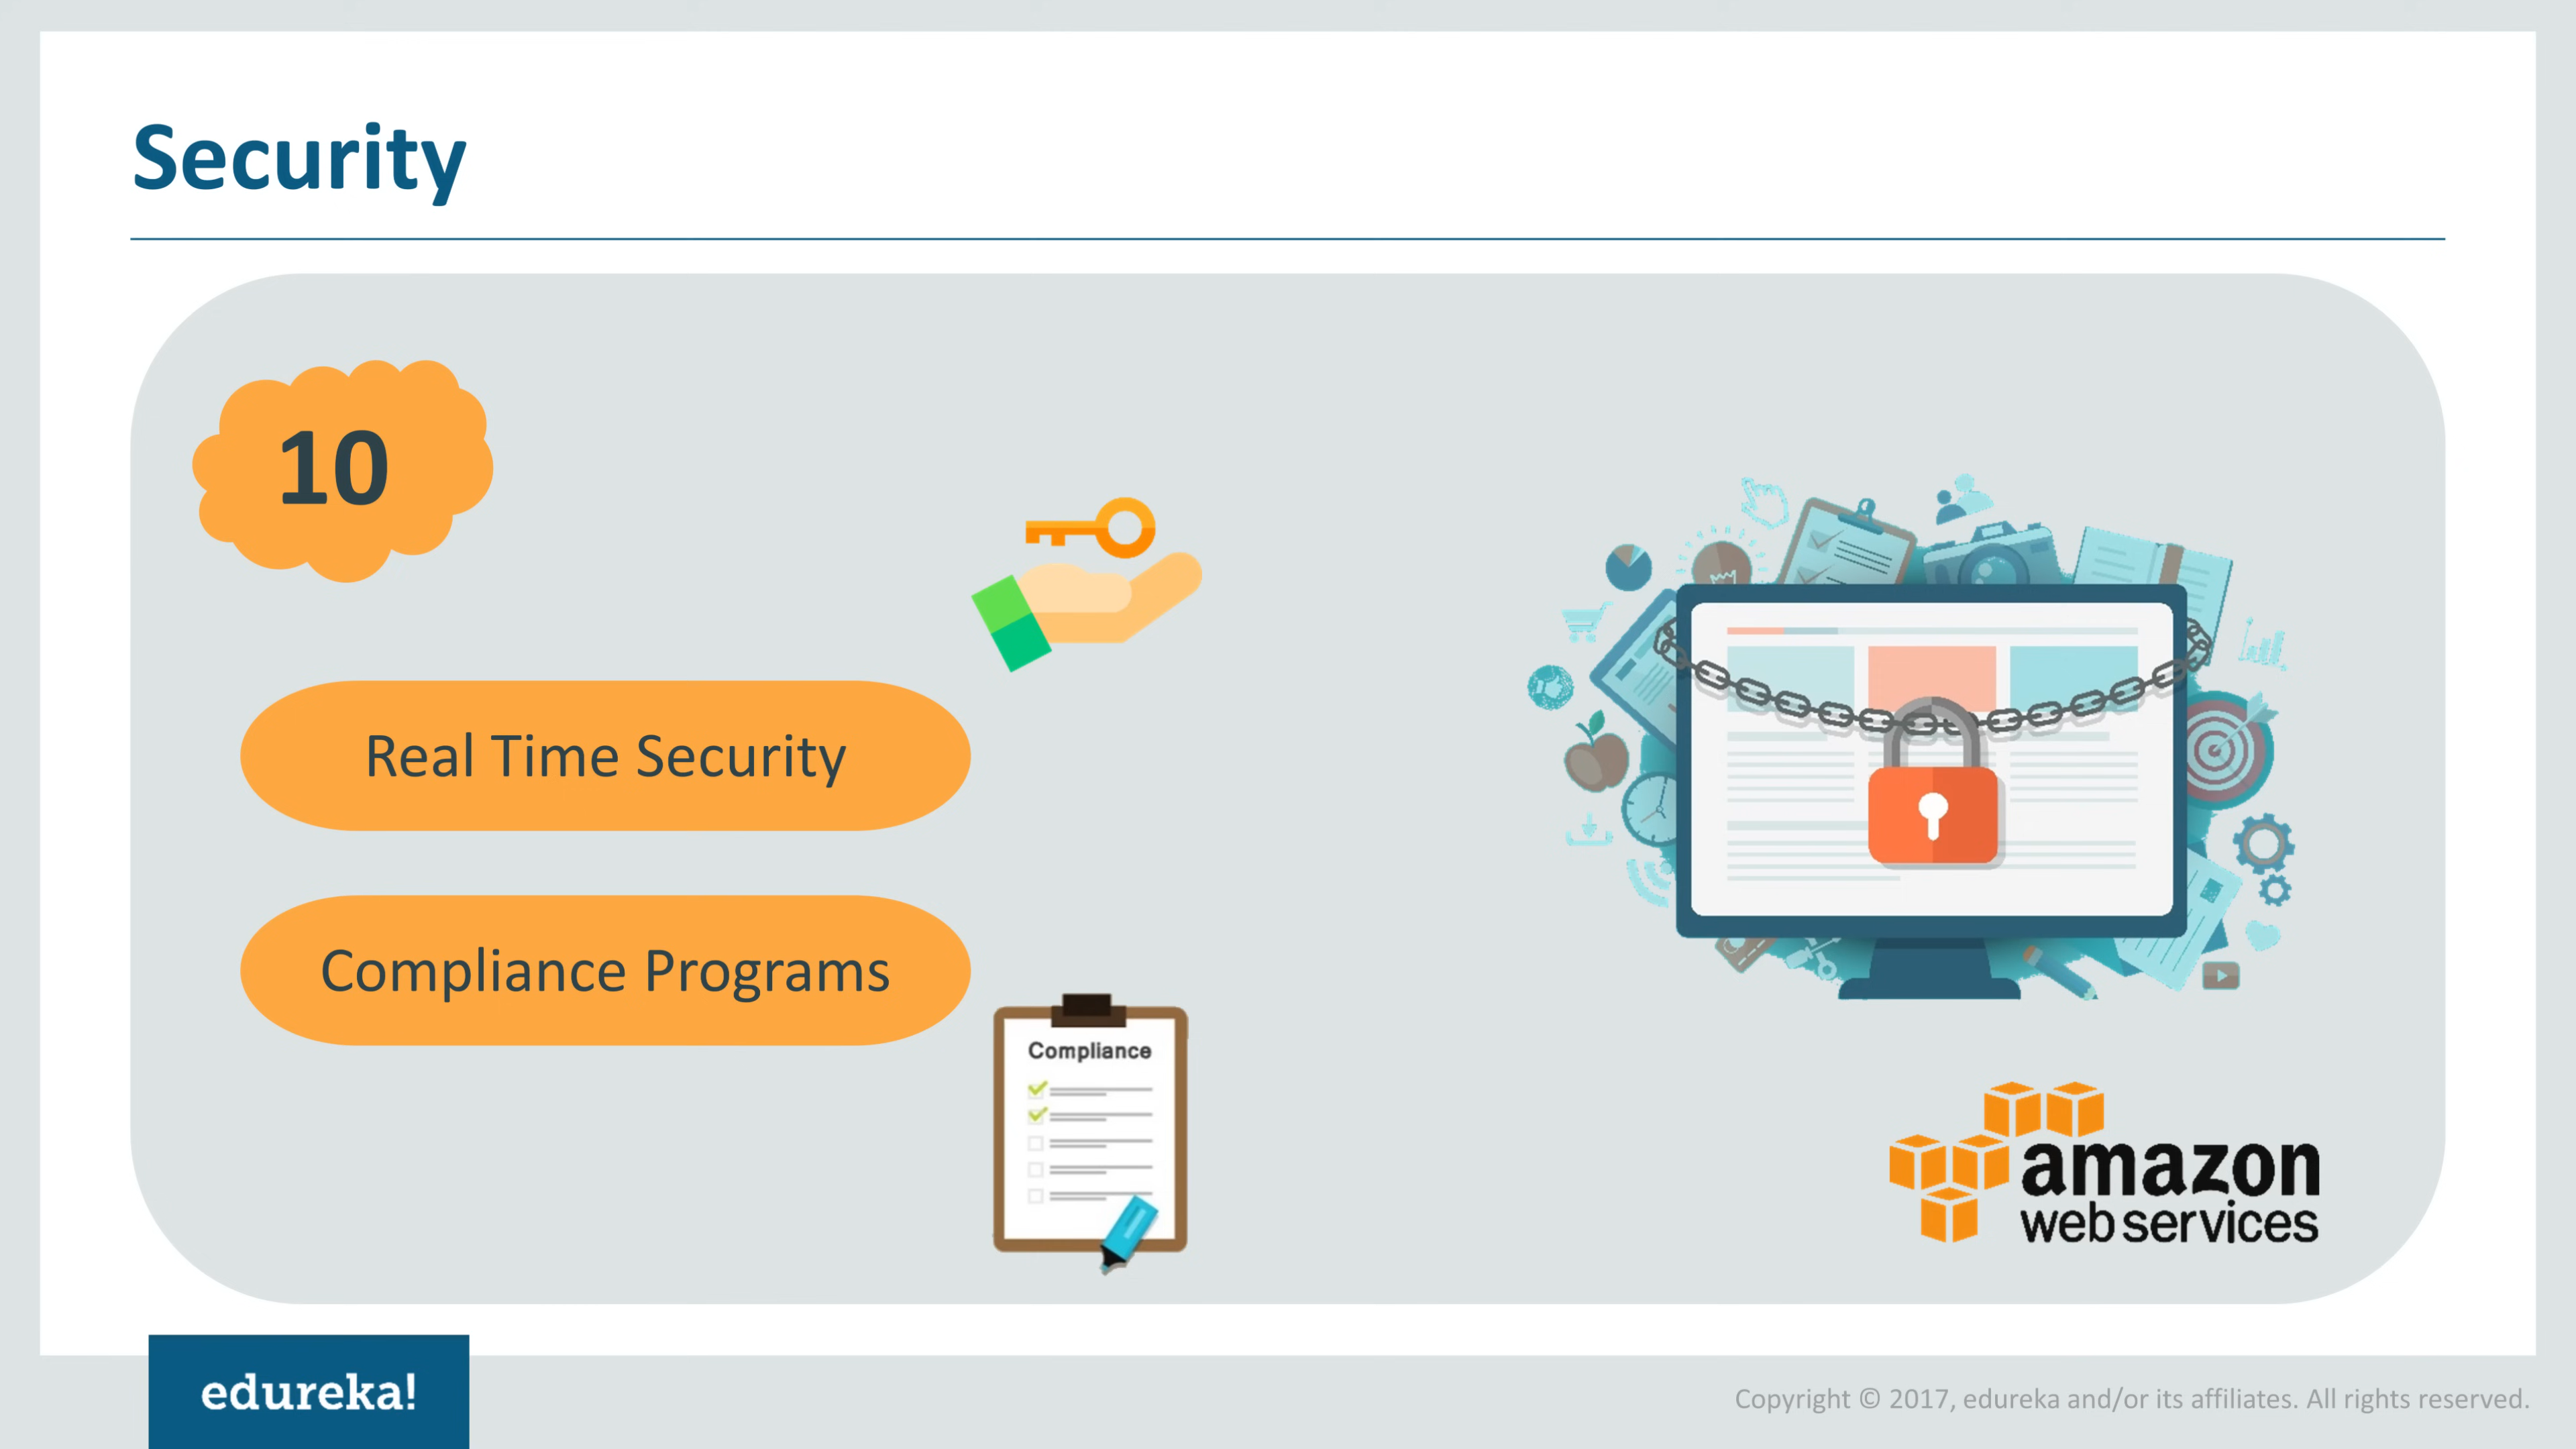 Security
10
Real Time Security
Compliance Programs
Compliance
amazon
web services
edureka!
Copyright © 2017, edureka and/or its affiliates. All rights reserved.